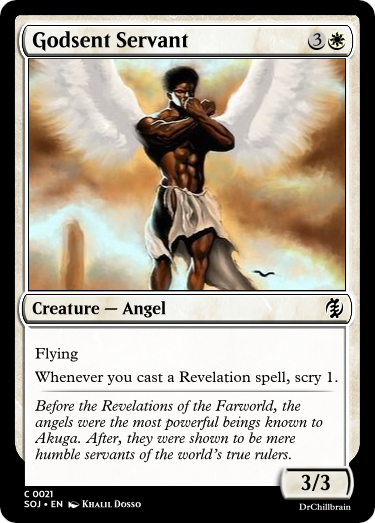 Godsent Servant 3
Creature — Angel
Flying
Whenever you cast a Revelation spell, scry 1.
Before the Revelations of the Farworld, the
angels were the most powerful beings known to
Akuga. After, they were shown to be mere
humble servants of the world's true rulers.
3/3
C 0021
SOJ • EN Khalil Dosso
DrChillbrain